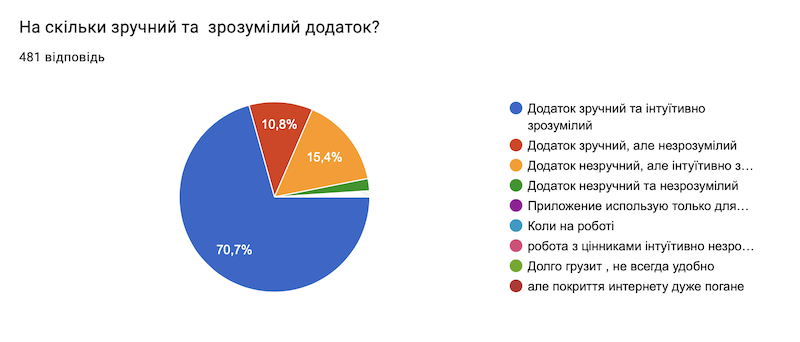 На скільки зручний та  зрозумілий додаток?
481 відповідь
10,8%
15,4%
70,7%
Додаток зручний та інтуїтивно
зрозумілий
Додаток зручний, але незрозумілий
Додаток незручний, але інтуїтивно з…
Додаток незручний та незрозумілий
Приложение использую только для…
Коли на роботі
робота з цінниками інтуїтивно незро…
Долго грузит , не всегда удобно
але покриття интернету дуже погане